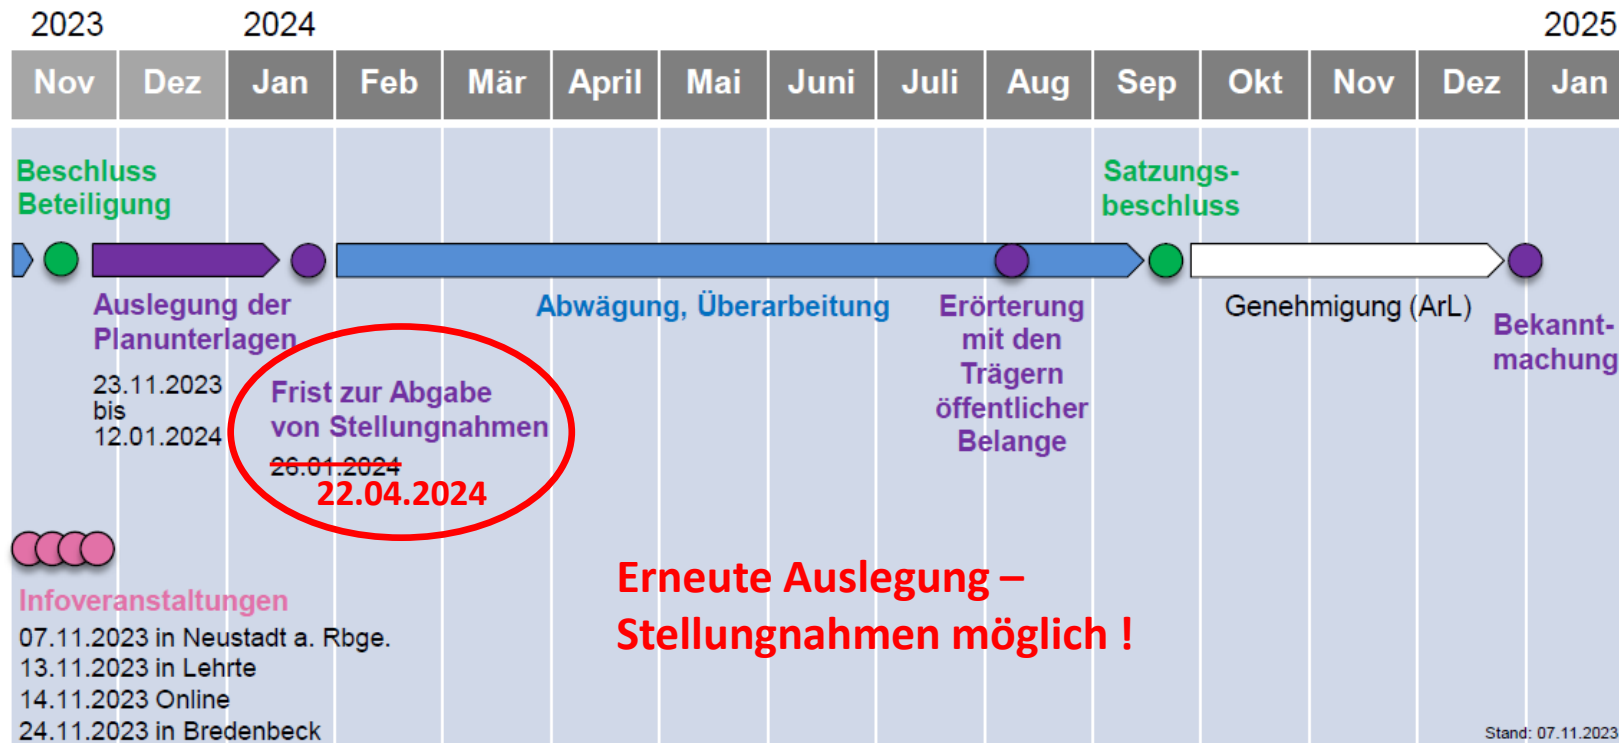 2023 2024 2025
Nov Dez Jan Feb Mär April Mai Juni Juli Aug Sep Okt Nov Dez Jan
Beschluss
Beteiligung
Satzungs-
beschluss
Auslegung der
Planunterlagen
23.11.2023
bis
12.01.2024
Frist zur Abgabe
von Stellungnahmen
26.01.2024
22.04.2024
Abwägung, Überarbeitung
Erörterung
mit den
Trägern
öffentlicher
Belange
Genehmigung (ArL)
Bekannt-
machung
Erneute Auslegung –
Stellungnahmen möglich !
Infoveranstaltungen
07.11.2023 in Neustadt a. Rbge.
13.11.2023 in Lehrte
14.11.2023 Online
24.11.2023 in Bredenbeck
Stand: 07.11.2023